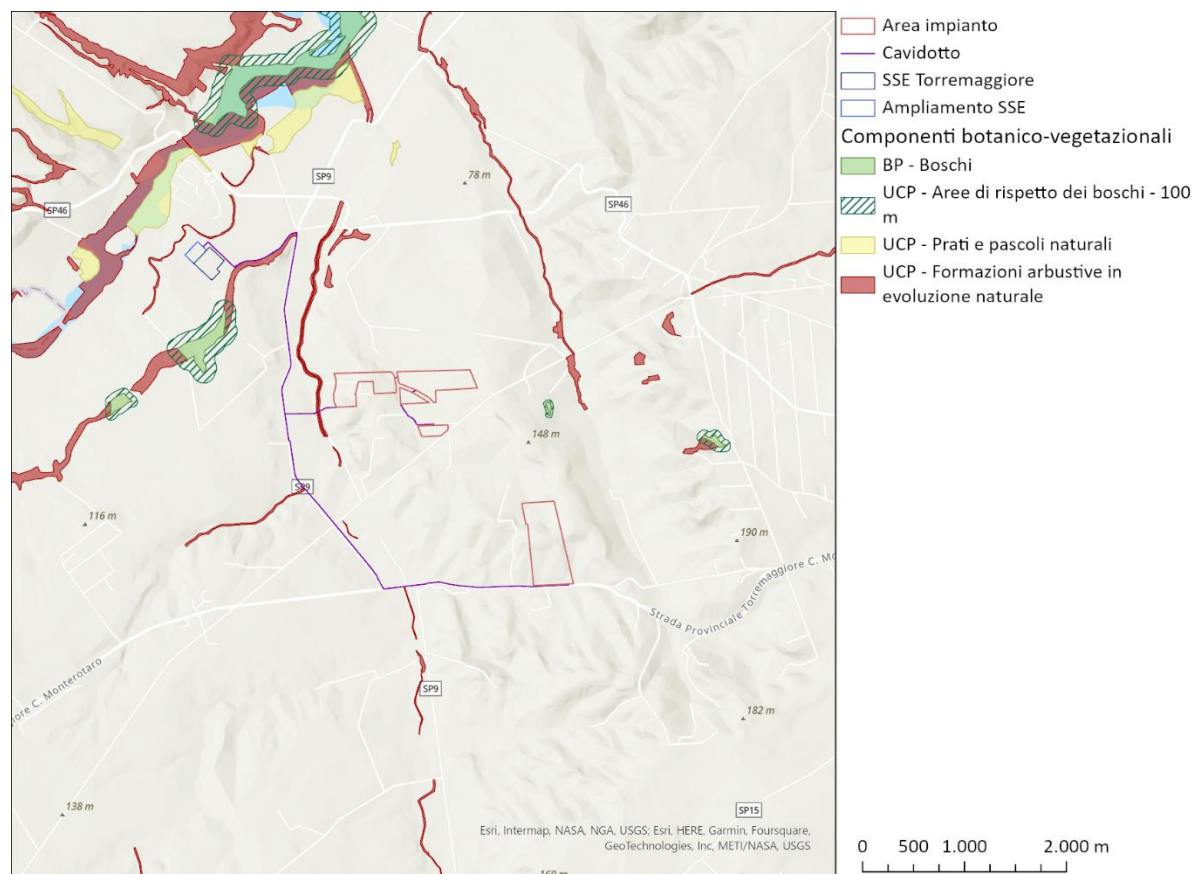 SP9
78 m
SP46
SP46
148 m
SP9
116 m
190 m
Strada Provinciale Torremaggiore C. Mo
iore C. Monterotaro
SP9
182 m
138 m
SP15
Esri, Intermap, NASA, NGA, USGS; Esri, HERE, Garmin, Foursquare,
GeoTechnologies, Inc, METI/NASA, USGS
160 m
Area impianto
Cavidotto
SSE Torremaggiore
Ampliamento SSE
Componenti botanico-vegetazionali
BP - Boschi
UCP - Aree di rispetto dei boschi - 100
m
UCP - Prati e pascoli naturali
UCP - Formazioni arbustive in
evoluzione naturale
0 500 1.000 2.000 m